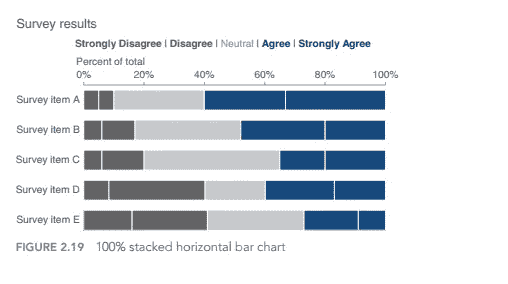 Survey results
Strongly Disagree | Disagree | Neutral | Agree | Strongly Agree
Percent of total
0% 20% 40% 60% 80% 100%
Survey item A
Survey item B
Survey item C
Survey item D
Survey item E
FIGURE 2.19 100% stacked horizontal bar chart